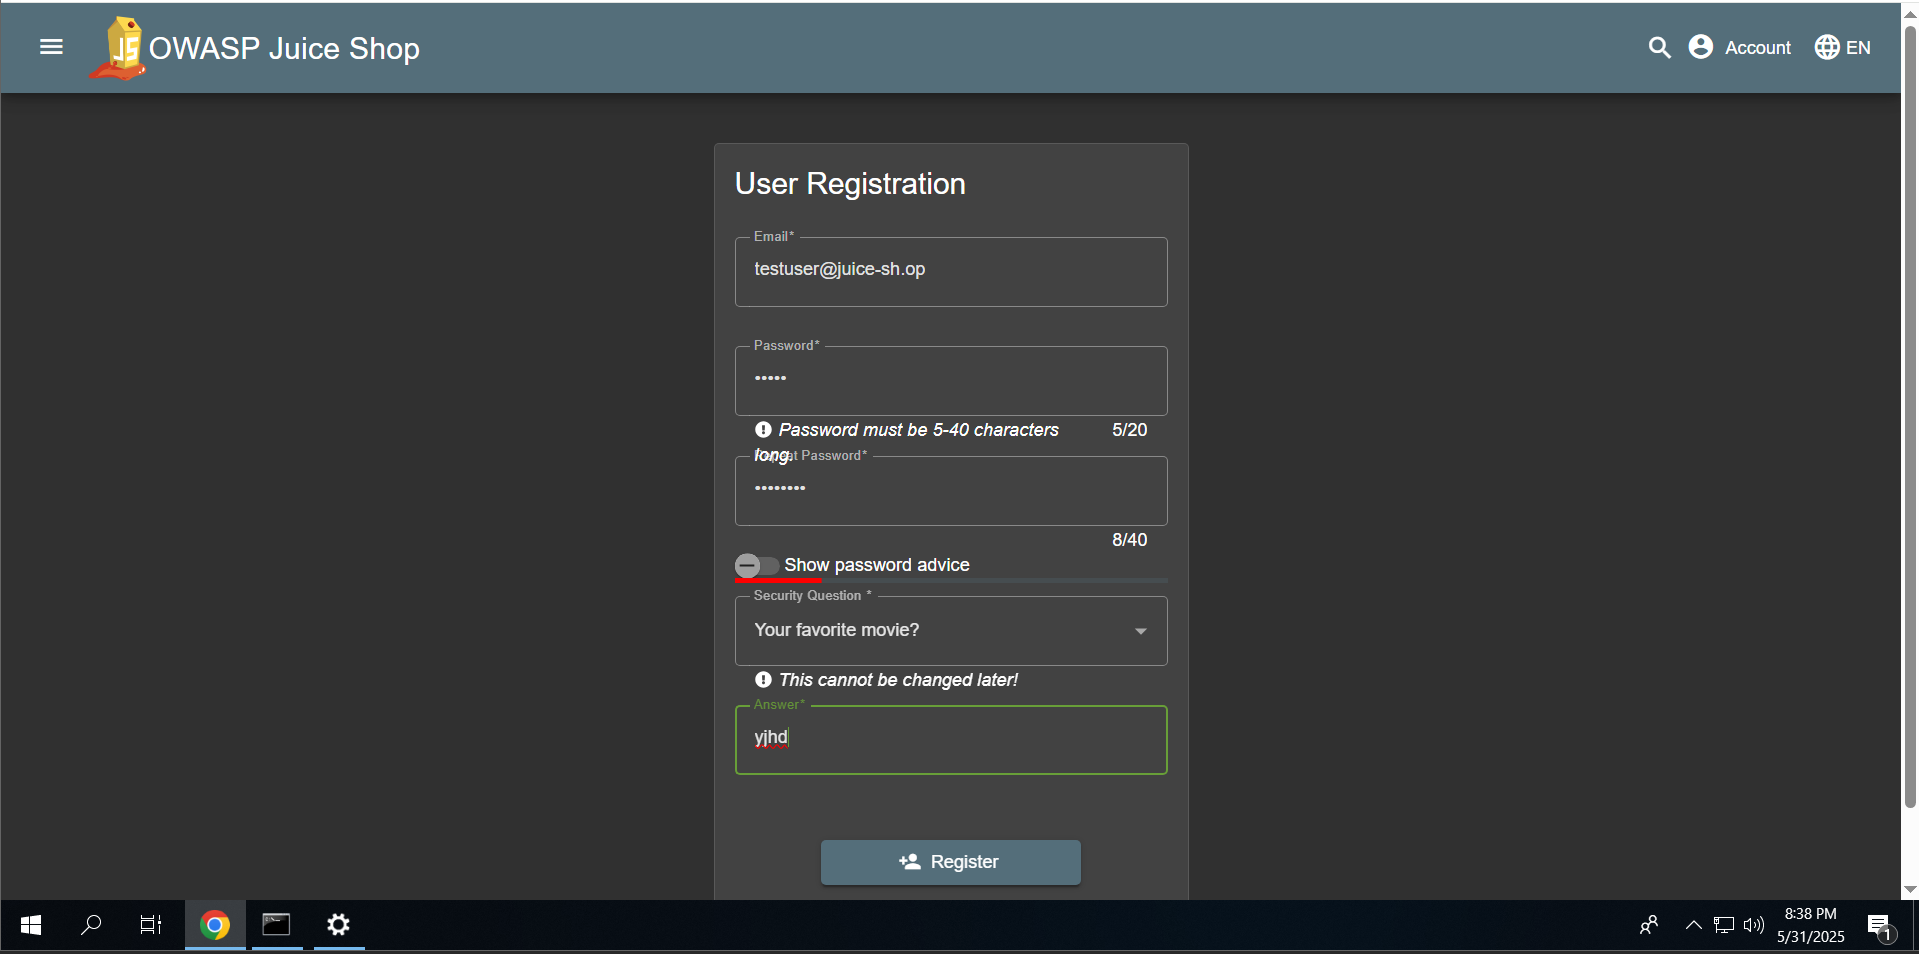 OWASP Juice Shop
Account
EN
User Registration
Email*
testuser@juice-sh.op
Password*
•••••
Password must be 5-40 characters long.
5/20
Repeat Password*
••••••••
8/40
Show password advice
Security Question *
Your favorite movie?
This cannot be changed later!
Answer*
yjhd
Register
8:38 PM
5/31/2025
1